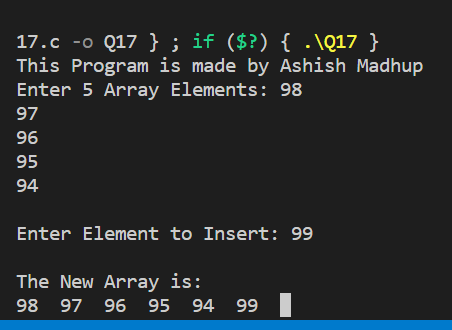 17.c -o Q17 } ; if ($?) { .\Q17 }
This Program is made by Ashish Madhup
Enter 5 Array Elements: 98
97
96
95
94
Enter Element to Insert: 99
The New Array is:
98  97  96  95  94  99